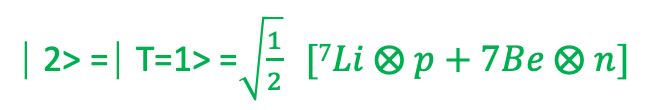 | 2> =| T=1> = √(1/2) [⁷Li ⊗ p + 7Be ⊗ n]